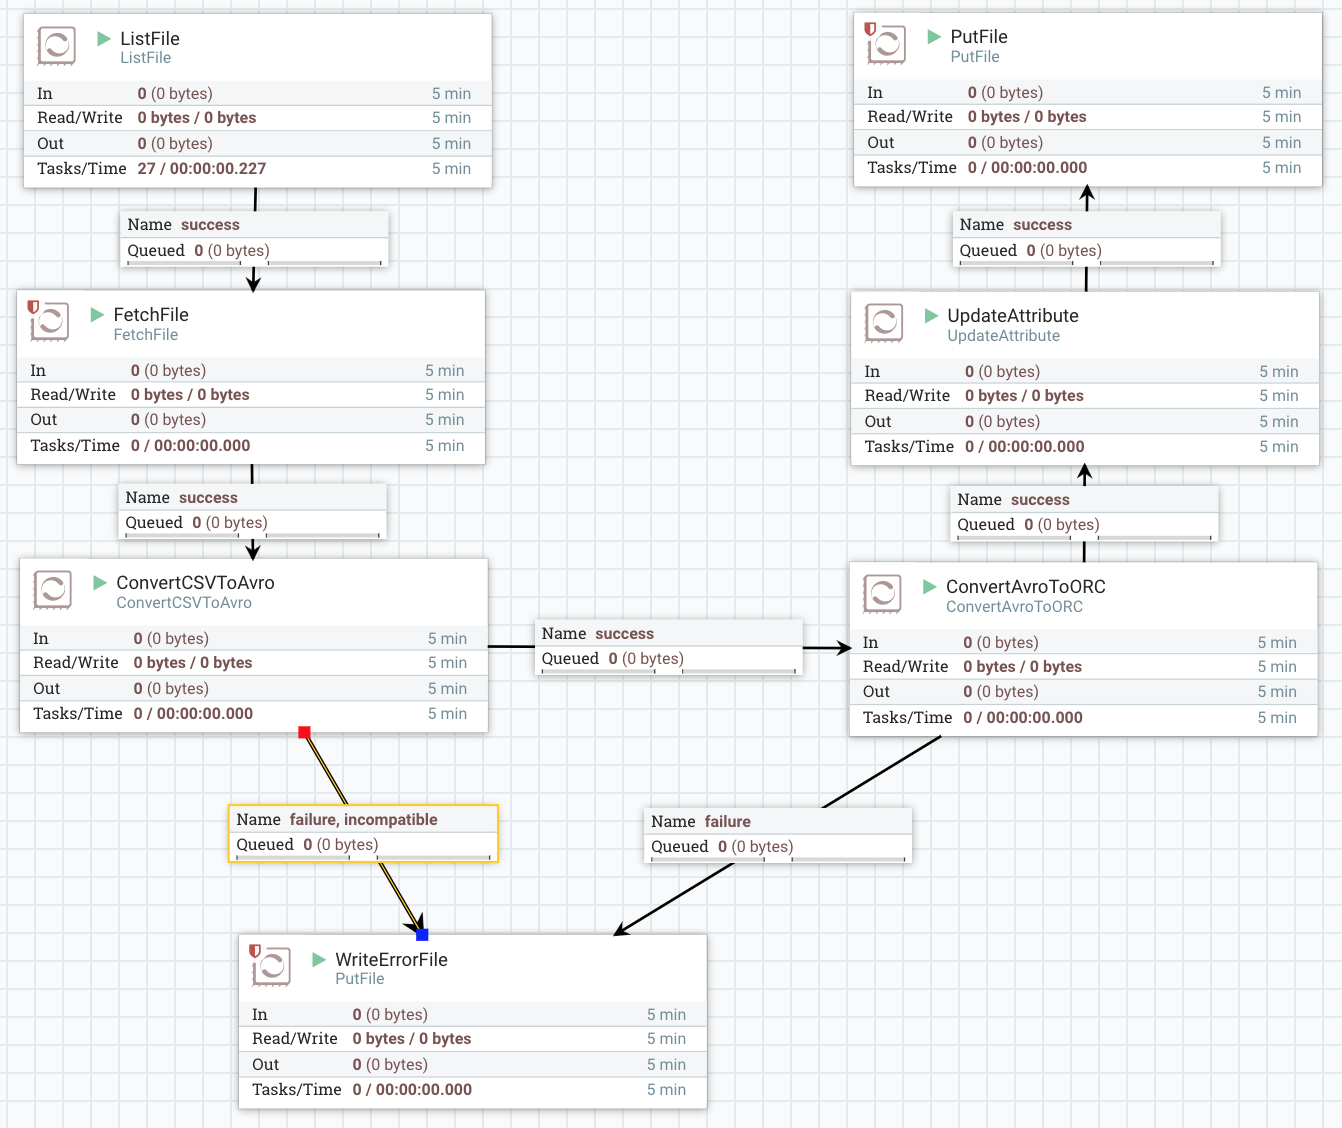 ListFile
ListFile
In 0 (0 bytes) 5 min
Read/Write 0 bytes / 0 bytes 5 min
Out 0 (0 bytes) 5 min
Tasks/Time 27 / 00:00:00.227 5 min
Name success
Queued 0 (0 bytes)
FetchFile
FetchFile
In 0 (0 bytes) 5 min
Read/Write 0 bytes / 0 bytes 5 min
Out 0 (0 bytes) 5 min
Tasks/Time 0 / 00:00:00.000 5 min
Name success
Queued 0 (0 bytes)
ConvertCSVToAvro
ConvertCSVToAvro
In 0 (0 bytes) 5 min
Read/Write 0 bytes / 0 bytes 5 min
Out 0 (0 bytes) 5 min
Tasks/Time 0 / 00:00:00.000 5 min
Name success
Queued 0 (0 bytes)
PutFile
PutFile
In 0 (0 bytes) 5 min
Read/Write 0 bytes / 0 bytes 5 min
Out 0 (0 bytes) 5 min
Tasks/Time 0 / 00:00:00.000 5 min
Name success
Queued 0 (0 bytes)
UpdateAttribute
UpdateAttribute
In 0 (0 bytes) 5 min
Read/Write 0 bytes / 0 bytes 5 min
Out 0 (0 bytes) 5 min
Tasks/Time 0 / 00:00:00.000 5 min
Name success
Queued 0 (0 bytes)
ConvertAvroToORC
ConvertAvroToORC
In 0 (0 bytes) 5 min
Read/Write 0 bytes / 0 bytes 5 min
Out 0 (0 bytes) 5 min
Tasks/Time 0 / 00:00:00.000 5 min
Name failure, incompatible
Queued 0 (0 bytes)
Name failure
Queued 0 (0 bytes)
WriteErrorFile
PutFile
In 0 (0 bytes) 5 min
Read/Write 0 bytes / 0 bytes 5 min
Out 0 (0 bytes) 5 min
Tasks/Time 0 / 00:00:00.000 5 min